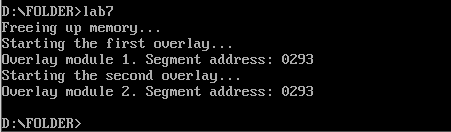 D:\FOLDER>lab7
Freeing up memory...
Starting the first overlay...
Overlay module 1. Segment address: 0293
Starting the second overlay...
Overlay module 2. Segment address: 0293
D:\FOLDER>